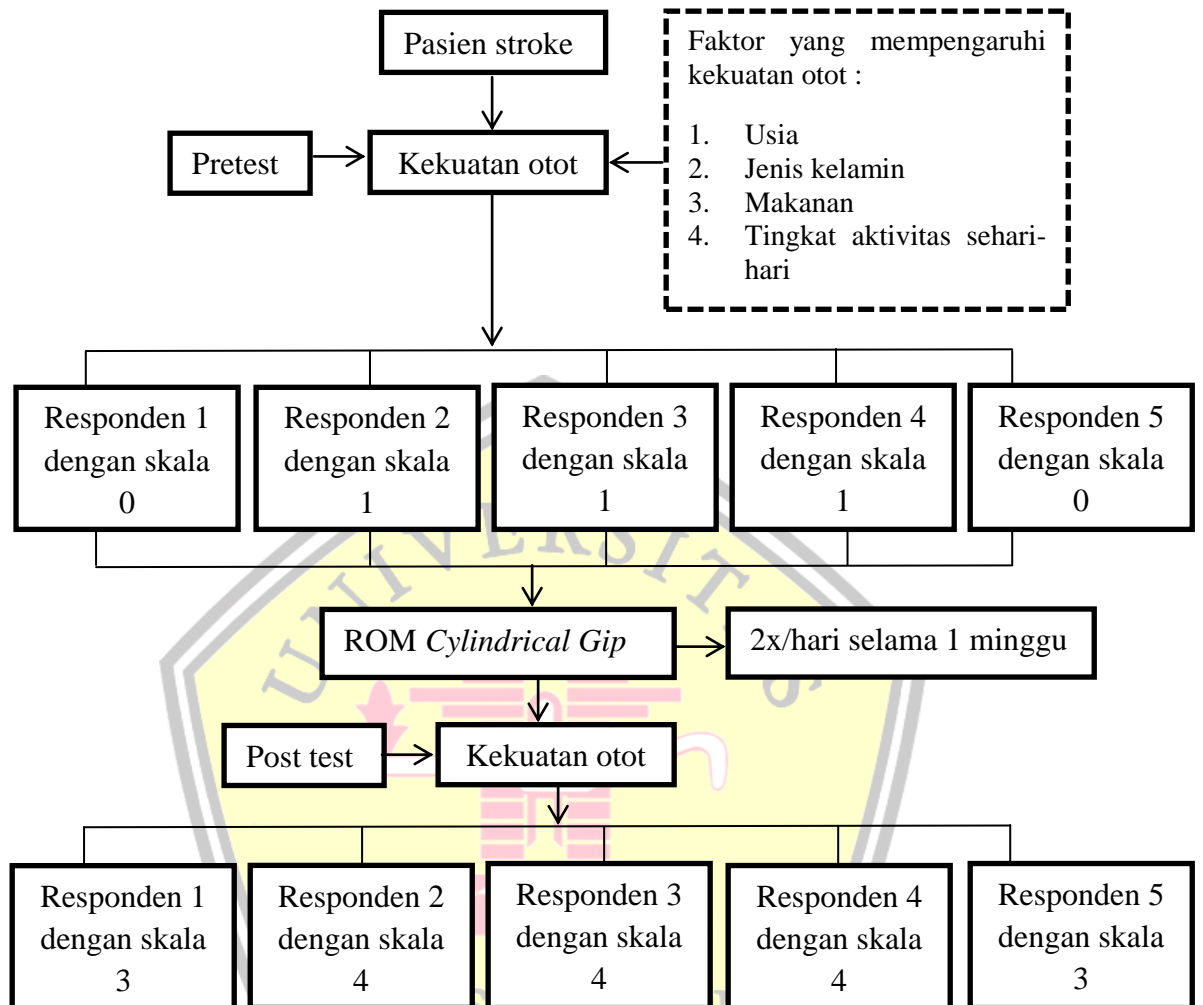 Pasien stroke
Faktor yang mempengaruhi
kekuatan otot :
1. Usia
2. Jenis kelamin
3. Makanan
4. Tingkat aktivitas sehari-
hari
Pretest
Kekuatan otot
Responden 1
dengan skala
0
Responden 2
dengan skala
1
Responden 3
dengan skala
1
Responden 4
dengan skala
1
Responden 5
dengan skala
0
UNIVERSITAS
ROM Cylindrical Gip
2x/hari selama 1 minggu
Post test
Kekuatan otot
Responden 1
dengan skala
3
Responden 2
dengan skala
4
Responden 3
dengan skala
4
Responden 4
dengan skala
4
Responden 5
dengan skala
3